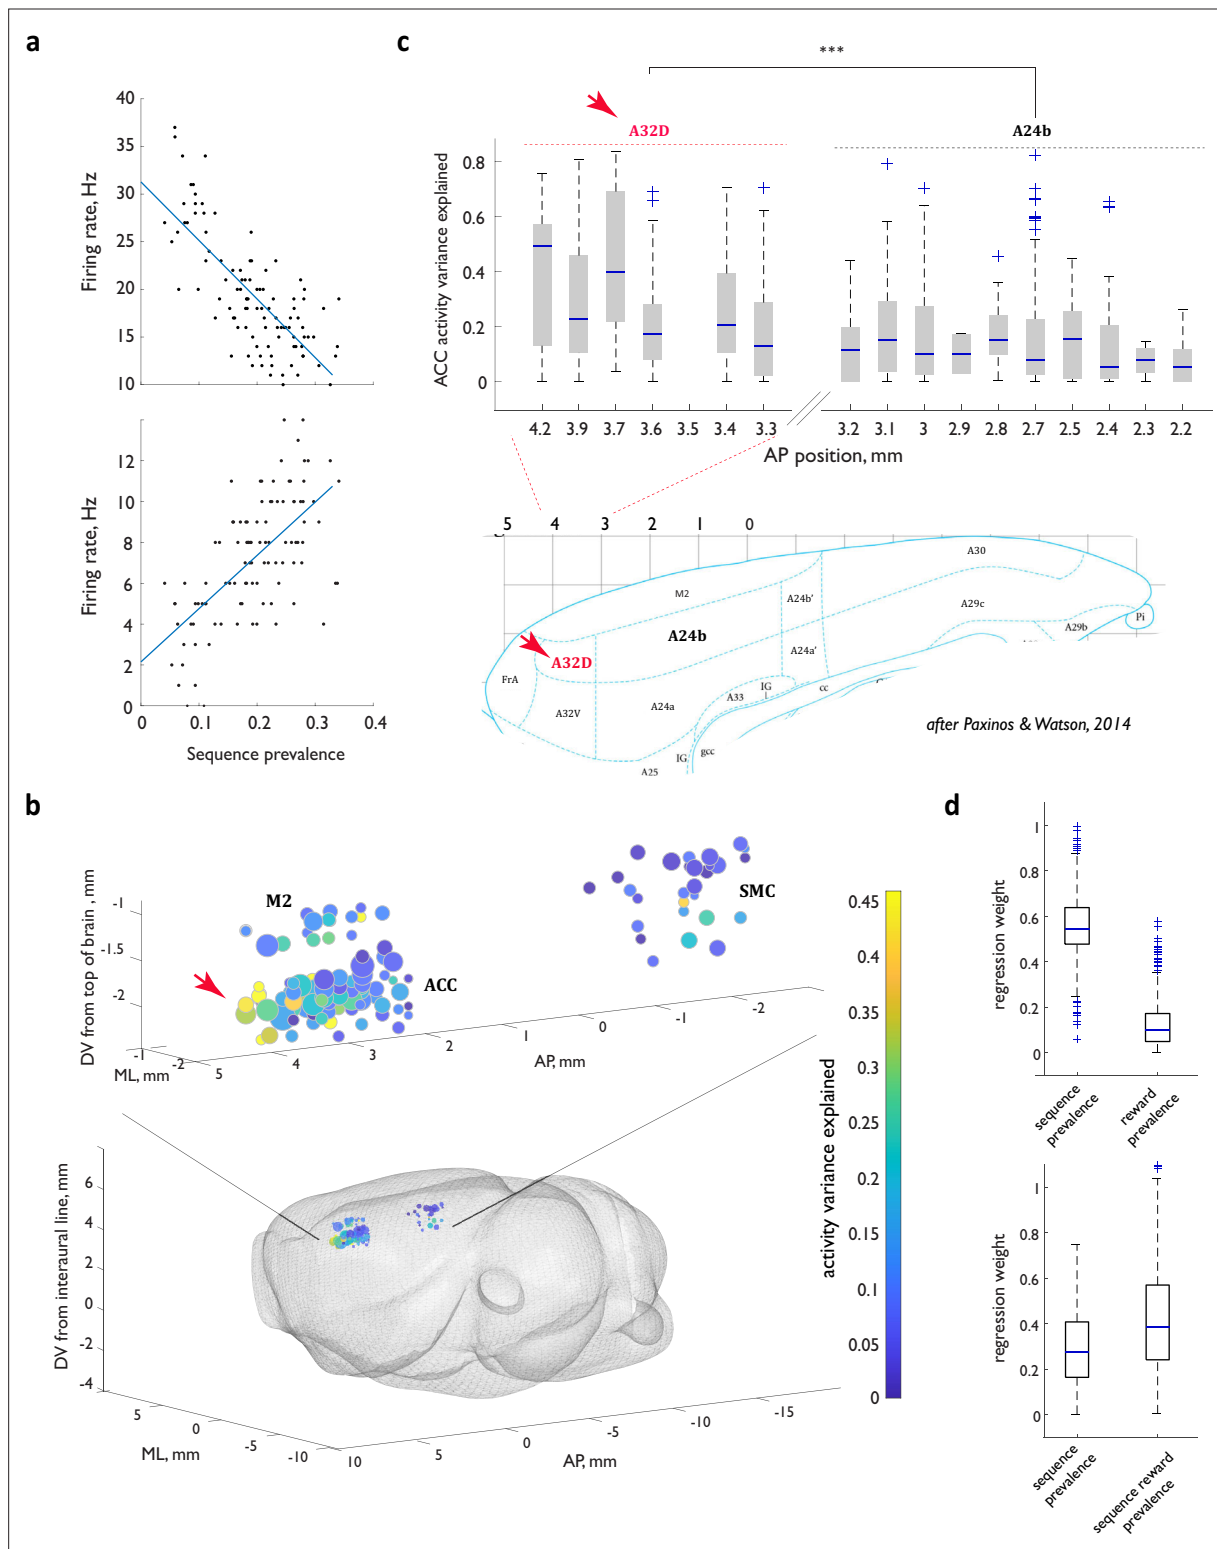 a
40
35
30
25
20
15
10
Firing rate, Hz
12
10
8
6
4
2
0
Firing rate, Hz
0 0.1 0.2 0.3 0.4
Sequence prevalence
c
***
A32D
A24b
0.8
0.6
0.4
0.2
0
ACC activity variance explained
4.2 3.9 3.7 3.6 3.5 3.4 3.3 3.2 3.1 3 2.9 2.8 2.7 2.5 2.4 2.3 2.2
AP position, mm
5 4 3 2 1 0
A30
M2
A24b'
A29c
A24b
A29b
Pi
A32D
A24a'
FrA
A32V
A24a
A33
IG
cc
IG
gcc
A25
after Paxinos & Watson, 2014
b
M2
SMC
ACC
-1
-1.5
-2
DV from top of brain, mm
-1 -2
ML, mm
5 4 3 2 1 0 -1 -2
AP, mm
0.45
0.4
0.35
0.3
0.25
0.2
0.15
0.1
0.05
0
activity variance explained
6
4
2
0
-2
-4
DV from interaural line, mm
5 0 -5 -10
ML, mm
10 5 0 -5 -10 -15
AP, mm
d
1
0.8
0.6
0.4
0.2
0
regression weight
sequence
prevalence
reward
prevalence
1
0.8
0.6
0.4
0.2
0
regression weight
sequence
prevalence
sequence reward
prevalence